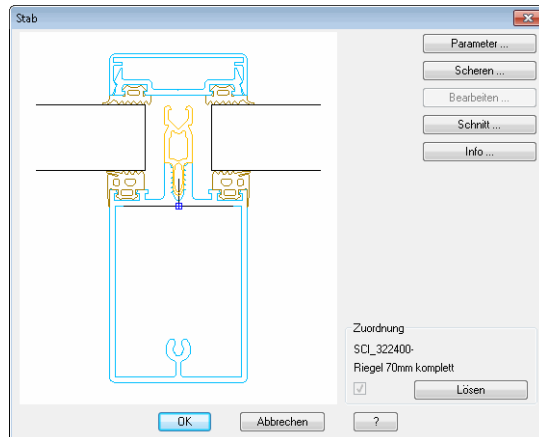 Stab
Parameter ...
Scheren ...
Bearbeiten ...
Schnitt ...
Info ...
Zuordnung
SCI_322400-
Riegel 70mm komplett
Lösen
OK
Abbrechen
?